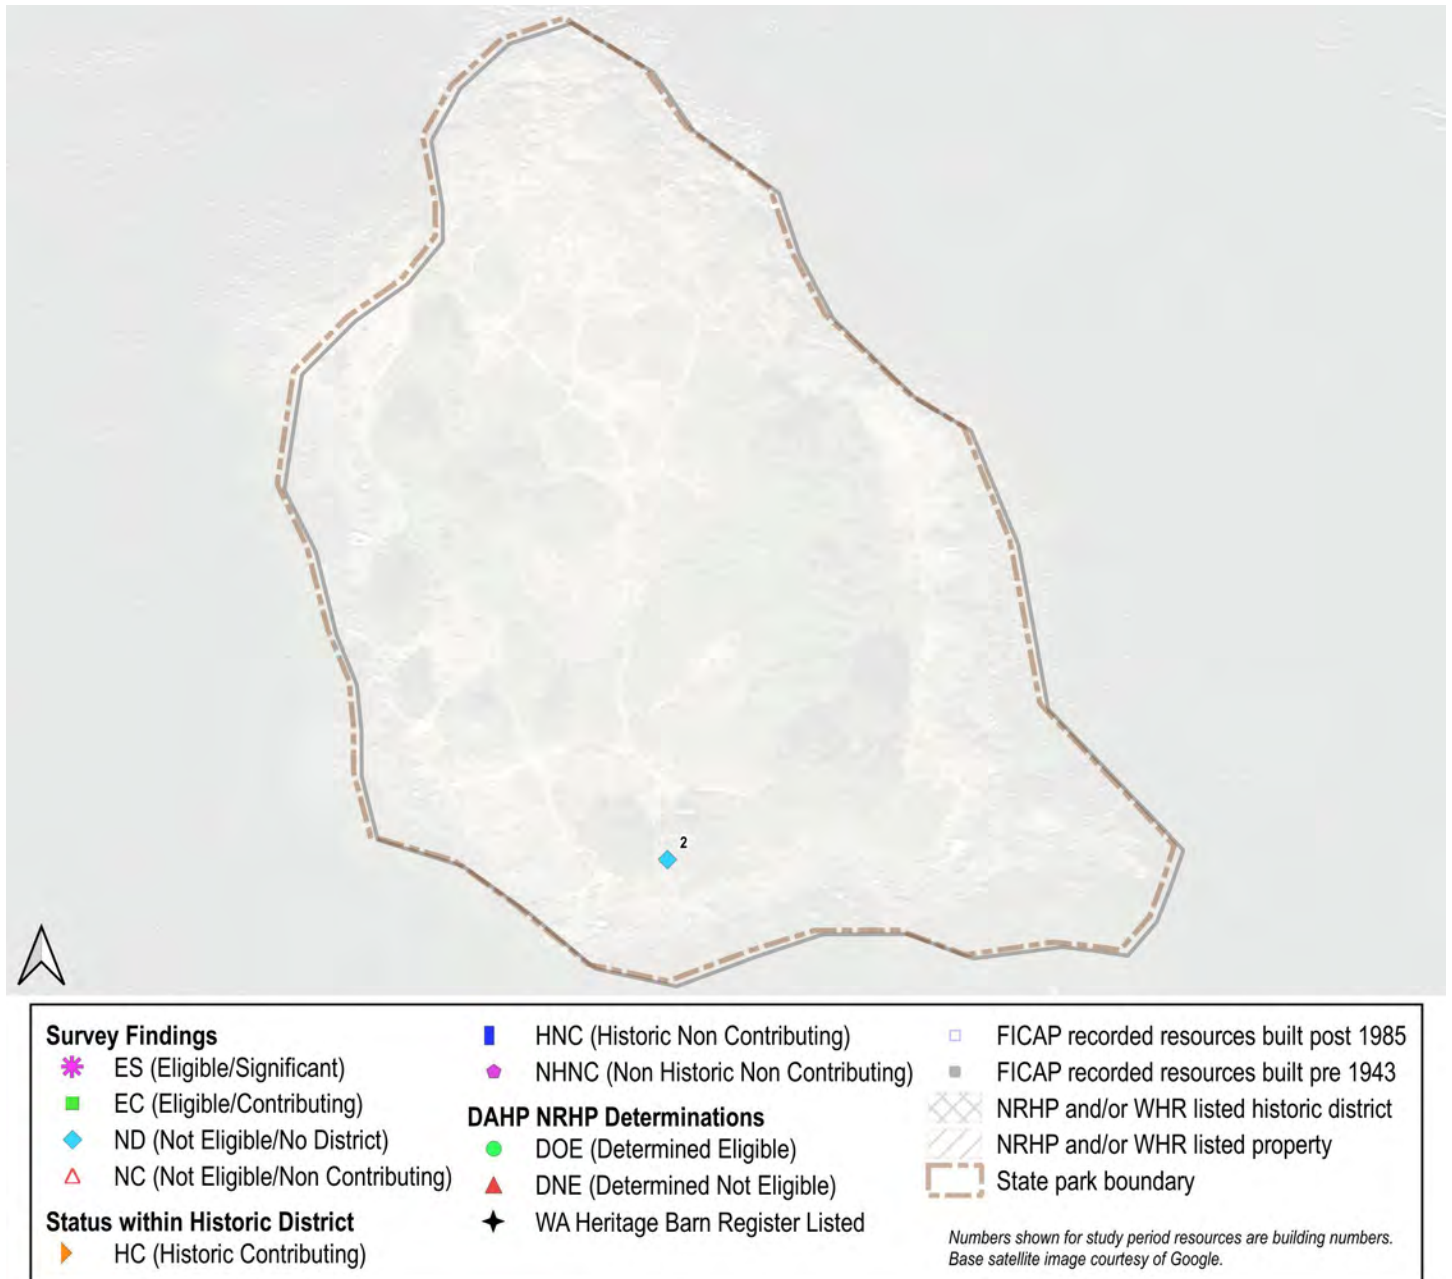 2
Survey Findings
ES (Eligible/Significant)
EC (Eligible/Contributing)
ND (Not Eligible/No District)
NC (Not Eligible/Non Contributing)
Status within Historic District
HC (Historic Contributing)
HNC (Historic Non Contributing)
NHNC (Non Historic Non Contributing)
DAHP NRHP Determinations
DOE (Determined Eligible)
DNE (Determined Not Eligible)
WA Heritage Barn Register Listed
FICAP recorded resources built post 1985
FICAP recorded resources built pre 1943
NRHP and/or WHR listed historic district
NRHP and/or WHR listed property
State park boundary
Numbers shown for study period resources are building numbers.
Base satellite image courtesy of Google.